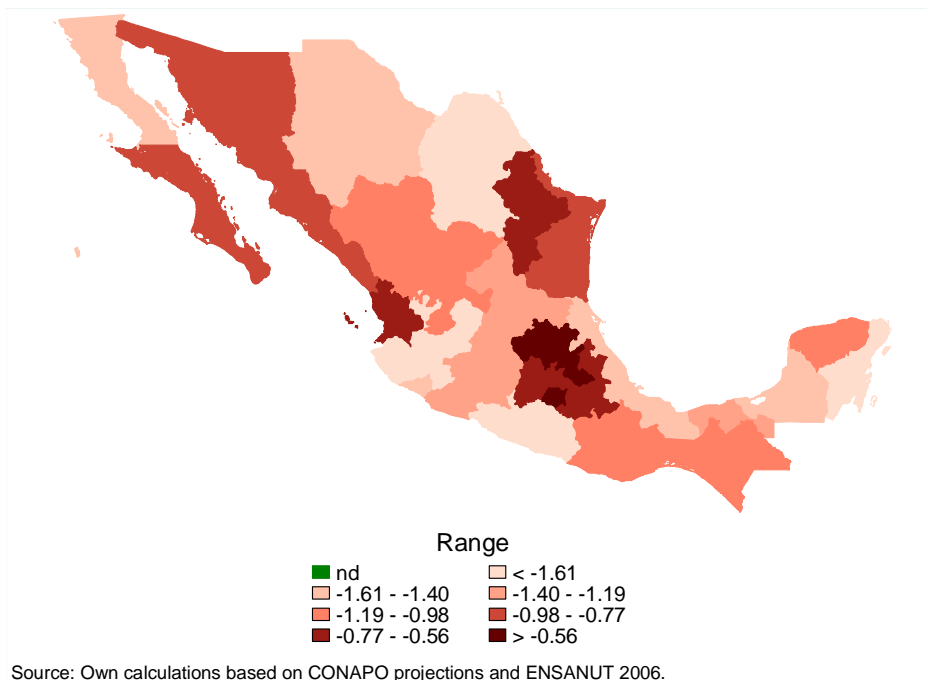 Range
nd < -1.61
-1.61 - -1.40 -1.40 - -1.19
-1.19 - -0.98 -0.98 - -0.77
-0.77 - -0.56 > -0.56
Source: Own calculations based on CONAPO projections and ENSANUT 2006.